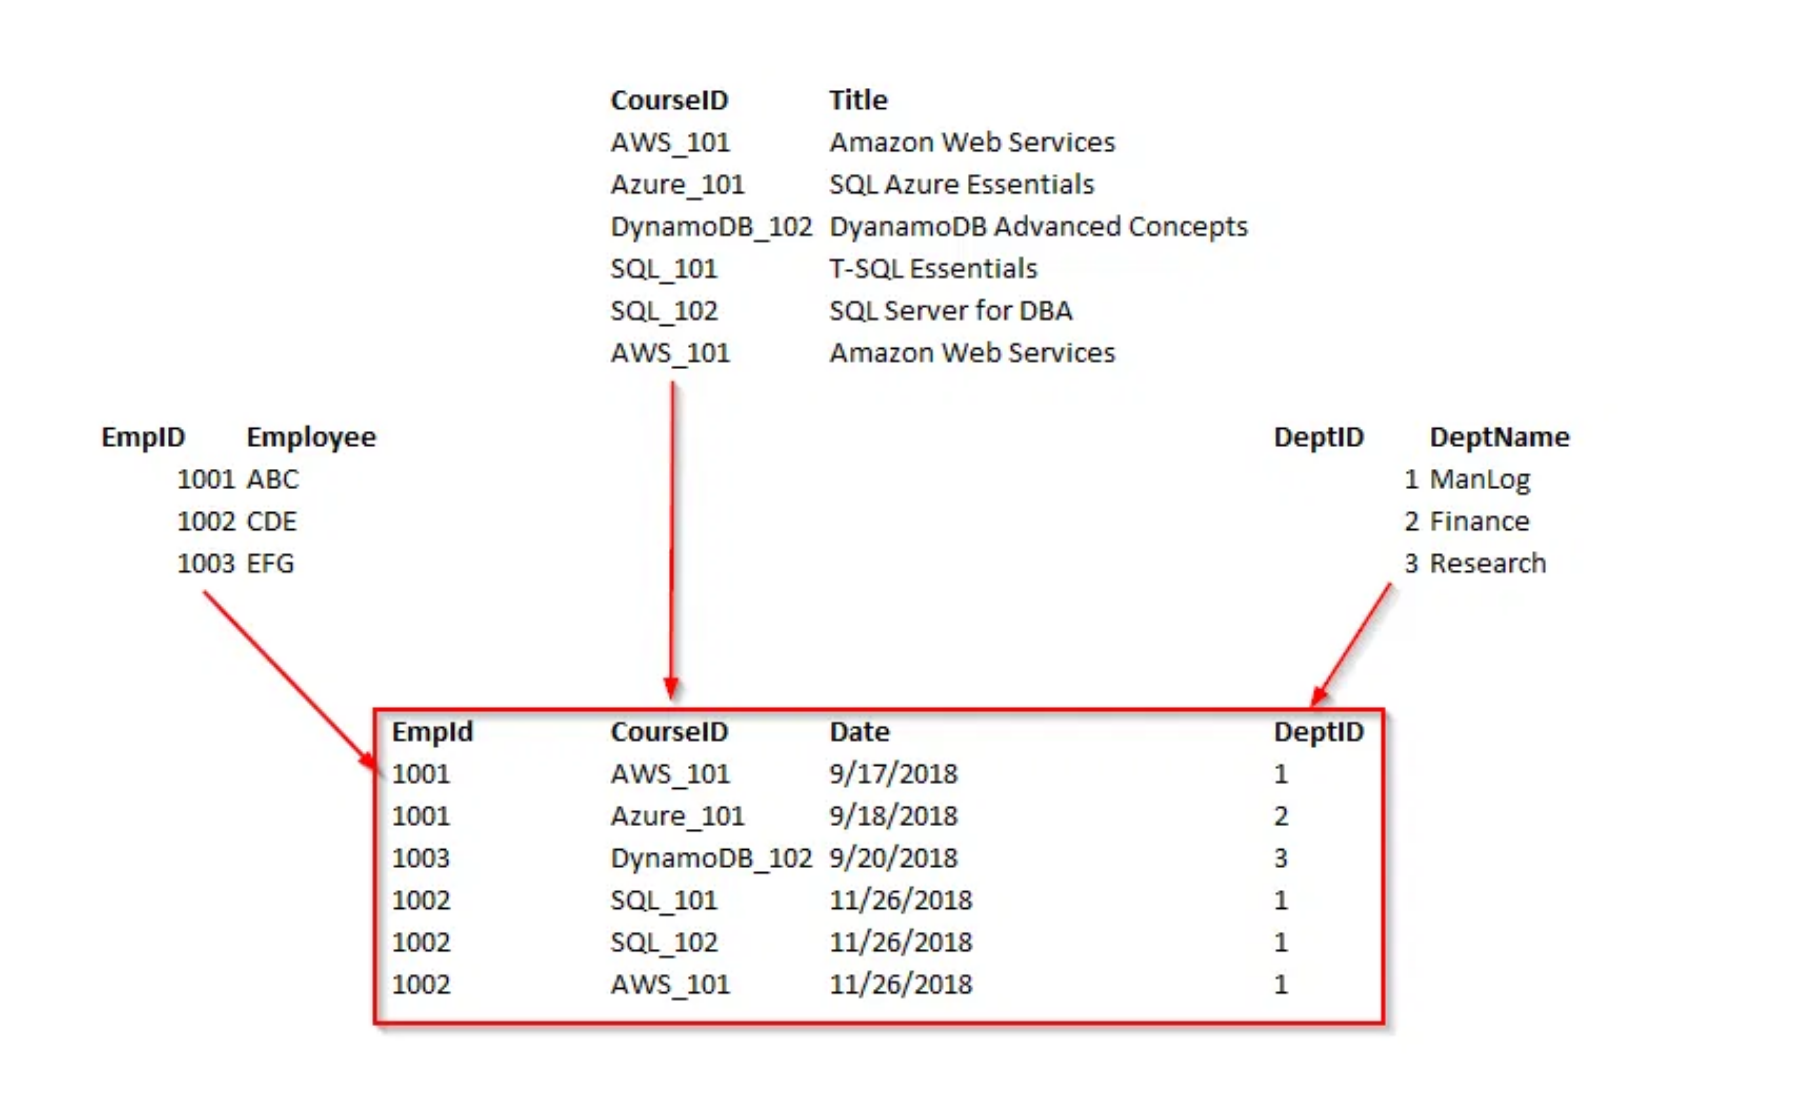 CourseID Title
AWS_101 Amazon Web Services
Azure_101 SQL Azure Essentials
DynamoDB_102 DyanamoDB Advanced Concepts
SQL_101 T-SQL Essentials
SQL_102 SQL Server for DBA
AWS_101 Amazon Web Services
EmpID Employee
1001 ABC
1002 CDE
1003 EFG
DeptID DeptName
1 ManLog
2 Finance
3 Research
EmpId CourseID Date DeptID
1001 AWS_101 9/17/2018 1
1001 Azure_101 9/18/2018 2
1003 DynamoDB_102 9/20/2018 3
1002 SQL_101 11/26/2018 1
1002 SQL_102 11/26/2018 1
1002 AWS_101 11/26/2018 1